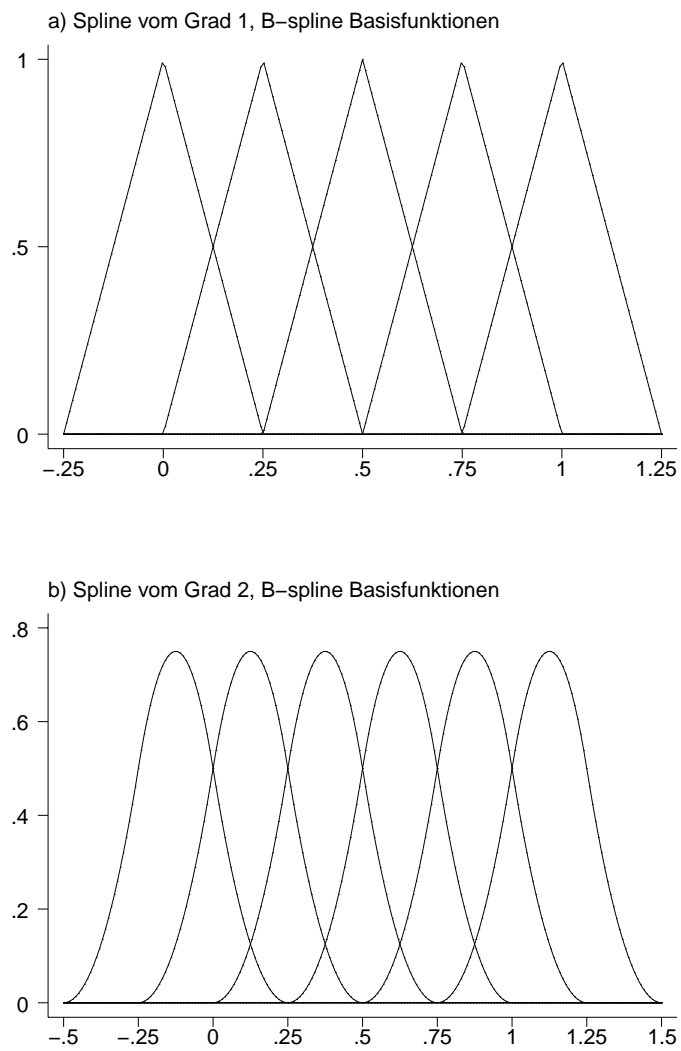 a) Spline vom Grad 1, B−spline Basisfunktionen
1
.5
0
−.25 0 .25 .5 .75 1 1.25
b) Spline vom Grad 2, B−spline Basisfunktionen
.8
.6
.4
.2
0
−.5 −.25 0 .25 .5 .75 1 1.25 1.5